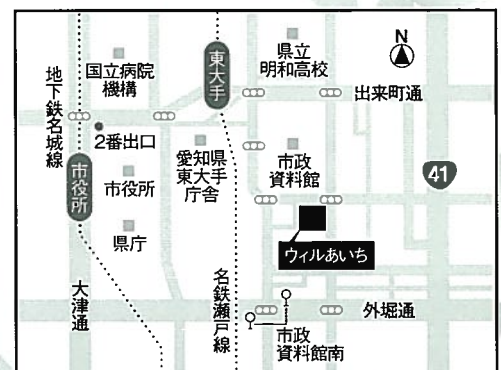 N
県立
明和高校
国立病院
機構
東大手
地下鉄名城線
出来町通
2番出口
愛知県
東大手
庁舎
市政
資料館
41
市役所
市役所
県庁
ウィルあいち
大津通
名鉄瀬戸線
外堀通
市政
資料館南